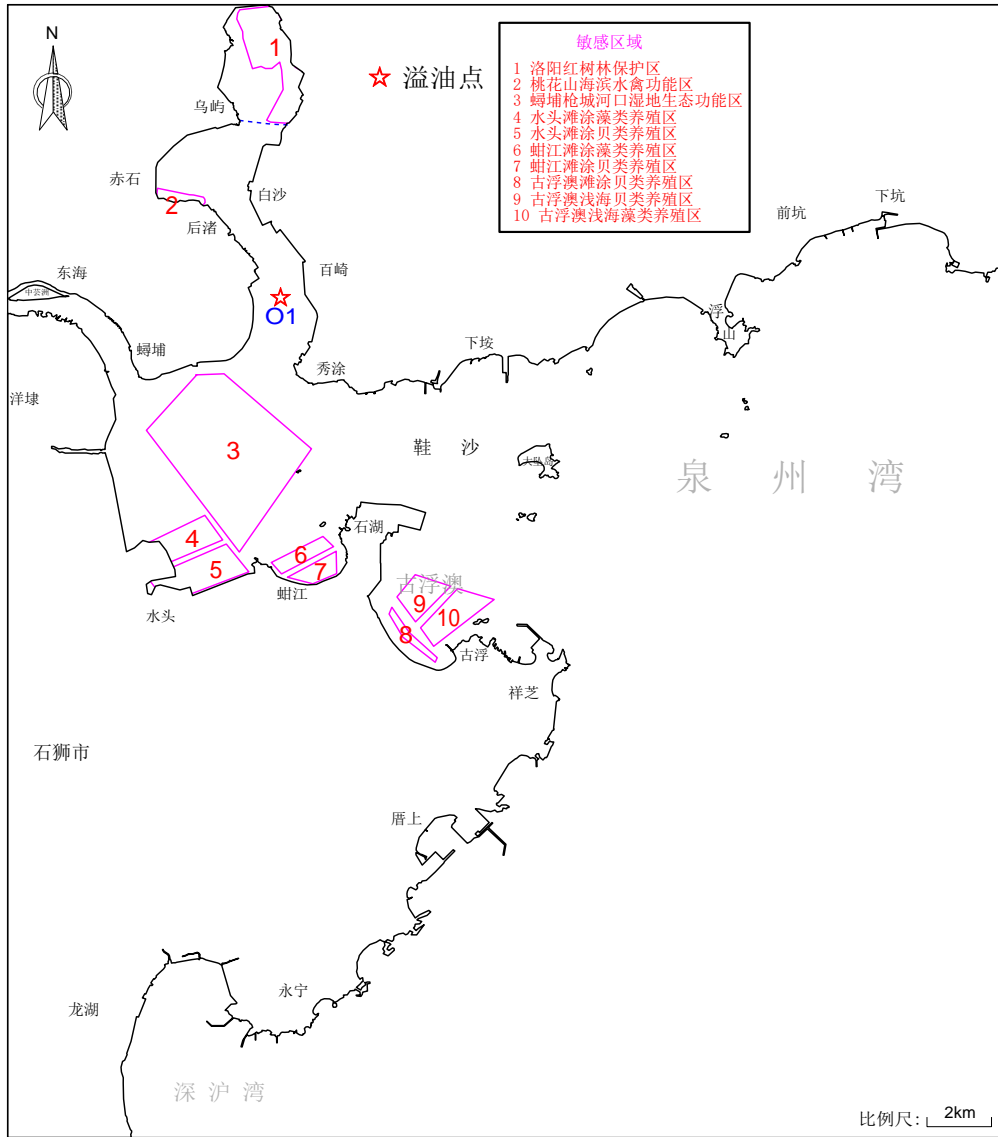 N
溢油点
敏感区域
1 洛阳红树林保护区
2 桃花山海滨水禽功能区
3 蟳埔枪城河口湿地生态功能区
4 水头滩涂藻类养殖区
5 水头滩涂贝类养殖区
6 蚶江滩涂藻类养殖区
7 蚶江滩涂贝类养殖区
8 古浮澳滩涂贝类养殖区
9 古浮澳浅海贝类养殖区
10 古浮澳浅海藻类养殖区
1
乌屿
赤石
白沙
2
后渚
前坑
下坑
东海
中芸洲
百崎
O1
浮
山
蟳埔
下垵
秀涂
洋埭
3
鞋 沙
大坠岛
泉 州 湾
石湖
4
5
6
7
水头
蚶江
古浮澳
9
10
8
古浮
祥芝
石狮市
厝上
永宁
龙湖
深 沪 湾
比例尺:
2km